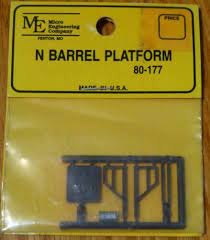 ME
Micro
Engineering
Company
FENTON, MO
PRICE
N BARREL PLATFORM
80-177
MADE IN U.S.A.